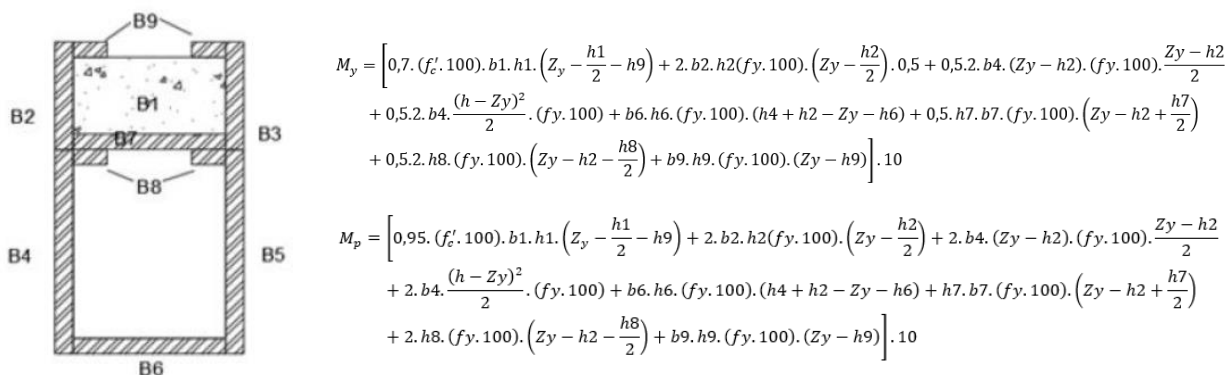 B9
B2
B1
B7
B3
B8
B4
B5
B6
M_y = [0,7. (f_c'. 100). b1. h1. (Z_y − h1/2 − h9) + 2. b2. h2(fy. 100). (Zy − h2/2). 0,5 + 0,5.2. b4. (Zy − h2). (fy. 100). (Zy − h2)/2
+ 0,5.2. b4. (h − Zy)²/2. (fy. 100) + b6. h6. (fy. 100). (h4 + h2 − Zy − h6) + 0,5. h7. b7. (fy. 100). (Zy − h2 + h7/2)
+ 0,5.2. h8. (fy. 100). (Zy − h2 − h8/2) + b9. h9. (fy. 100). (Zy − h9)] . 10
M_p = [0,95. (f_c'. 100). b1. h1. (Z_y − h1/2 − h9) + 2. b2. h2(fy. 100). (Zy − h2/2) + 2. b4. (Zy − h2). (fy. 100). (Zy − h2)/2
+ 2. b4. (h − Zy)²/2. (fy. 100) + b6. h6. (fy. 100). (h4 + h2 − Zy − h6) + h7. b7. (fy. 100). (Zy − h2 + h7/2)
+ 2. h8. (fy. 100). (Zy − h2 − h8/2) + b9. h9. (fy. 100). (Zy − h9)] . 10